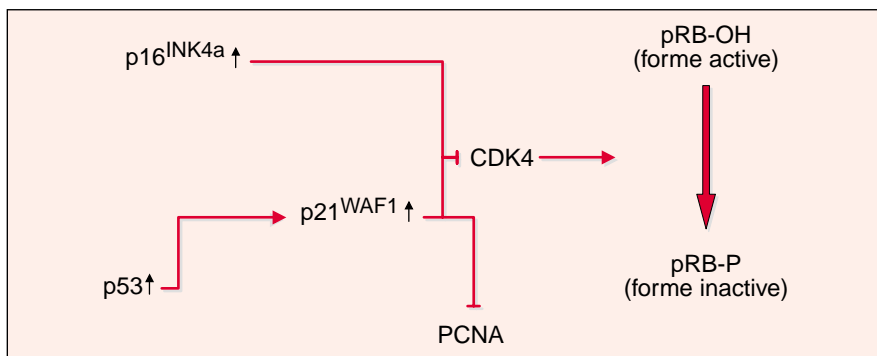 p16INK4a ↑
pRB-OH
(forme active)
CDK4
p21WAF1 ↑
p53↑
pRB-P
(forme inactive)
PCNA